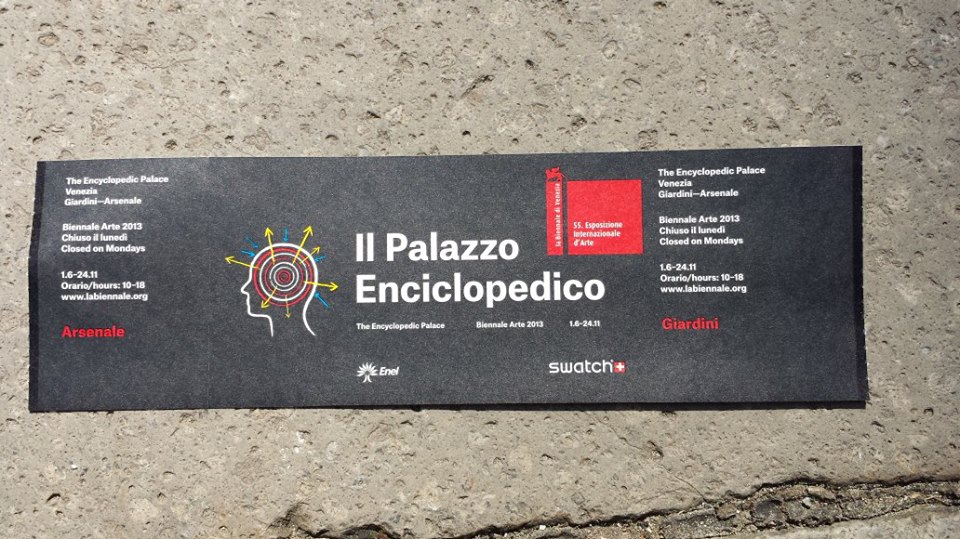 The Encyclopedic Palace
Venezia
Giardini—Arsenale
Biennale Arte 2013
Chiuso il lunedì
Closed on Mondays
1.6–24.11
Orario/hours: 10–18
www.labiennale.org
Arsenale
Il Palazzo
Enciclopedico
The Encyclopedic Palace
Biennale Arte 2013
1.6–24.11
Enel
swatch
la Biennale di Venezia
55. Esposizione
Internazionale
d'Arte
The Encyclopedic Palace
Venezia
Giardini—Arsenale
Biennale Arte 2013
Chiuso il lunedì
Closed on Mondays
1.6–24.11
Orario/hours: 10–18
www.labiennale.org
Giardini